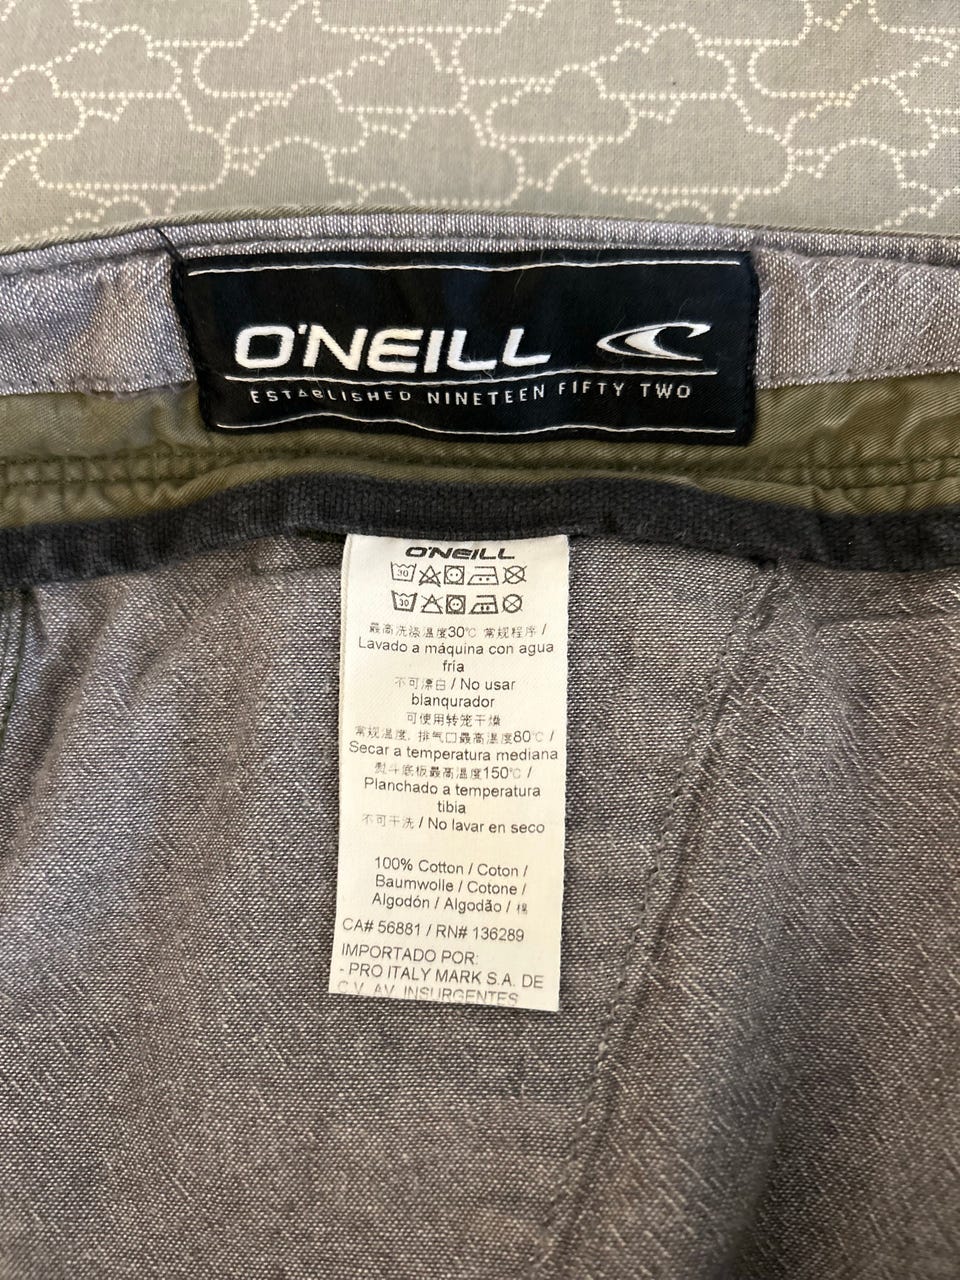 O'NEILL
ESTABLISHED NINETEEN FIFTY TWO
O'NEILL
30
30
最高洗涤温度30℃ 常规程序 /
Lavado a máquina con agua
fría
不可漂白 / No usar
blanqurador
可使用转笼干燥
常规温度, 排气口最高温度80℃ /
Secar a temperatura mediana
熨斗底板最高温度150℃ /
Planchado a temperatura
tibia
不可干洗 / No lavar en seco
100% Cotton / Coton /
Baumwolle / Cotone /
Algodón / Algodão / 棉
CA# 56881 / RN# 136289
IMPORTADO POR:
- PRO ITALY MARK S.A. DE
C.V. AV. INSURGENTES